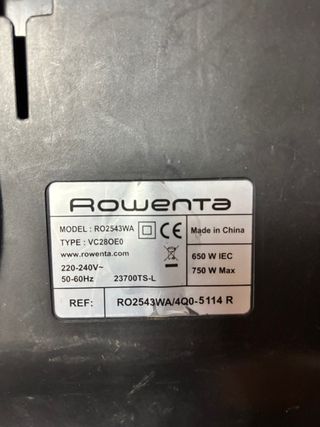 Rowenta
MODEL : RO2543WA
TYPE : VC28OE0
www.rowenta.com
220-240V~
50-60Hz 23700TS-L
CE
Made in China
650 W IEC
750 W Max
REF: RO2543WA/4Q0-5114 R